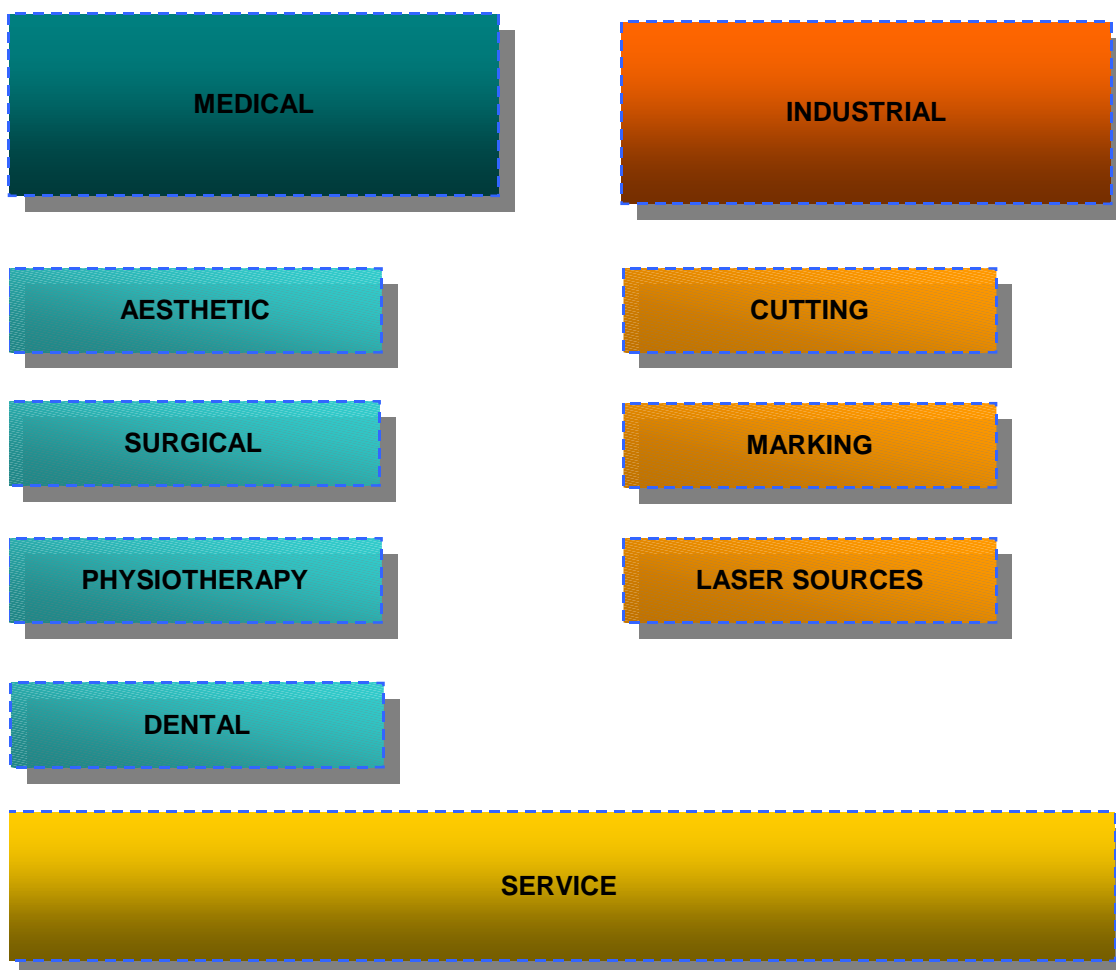 MEDICAL
INDUSTRIAL
AESTHETIC
CUTTING
SURGICAL
MARKING
PHYSIOTHERAPY
LASER SOURCES
DENTAL
SERVICE